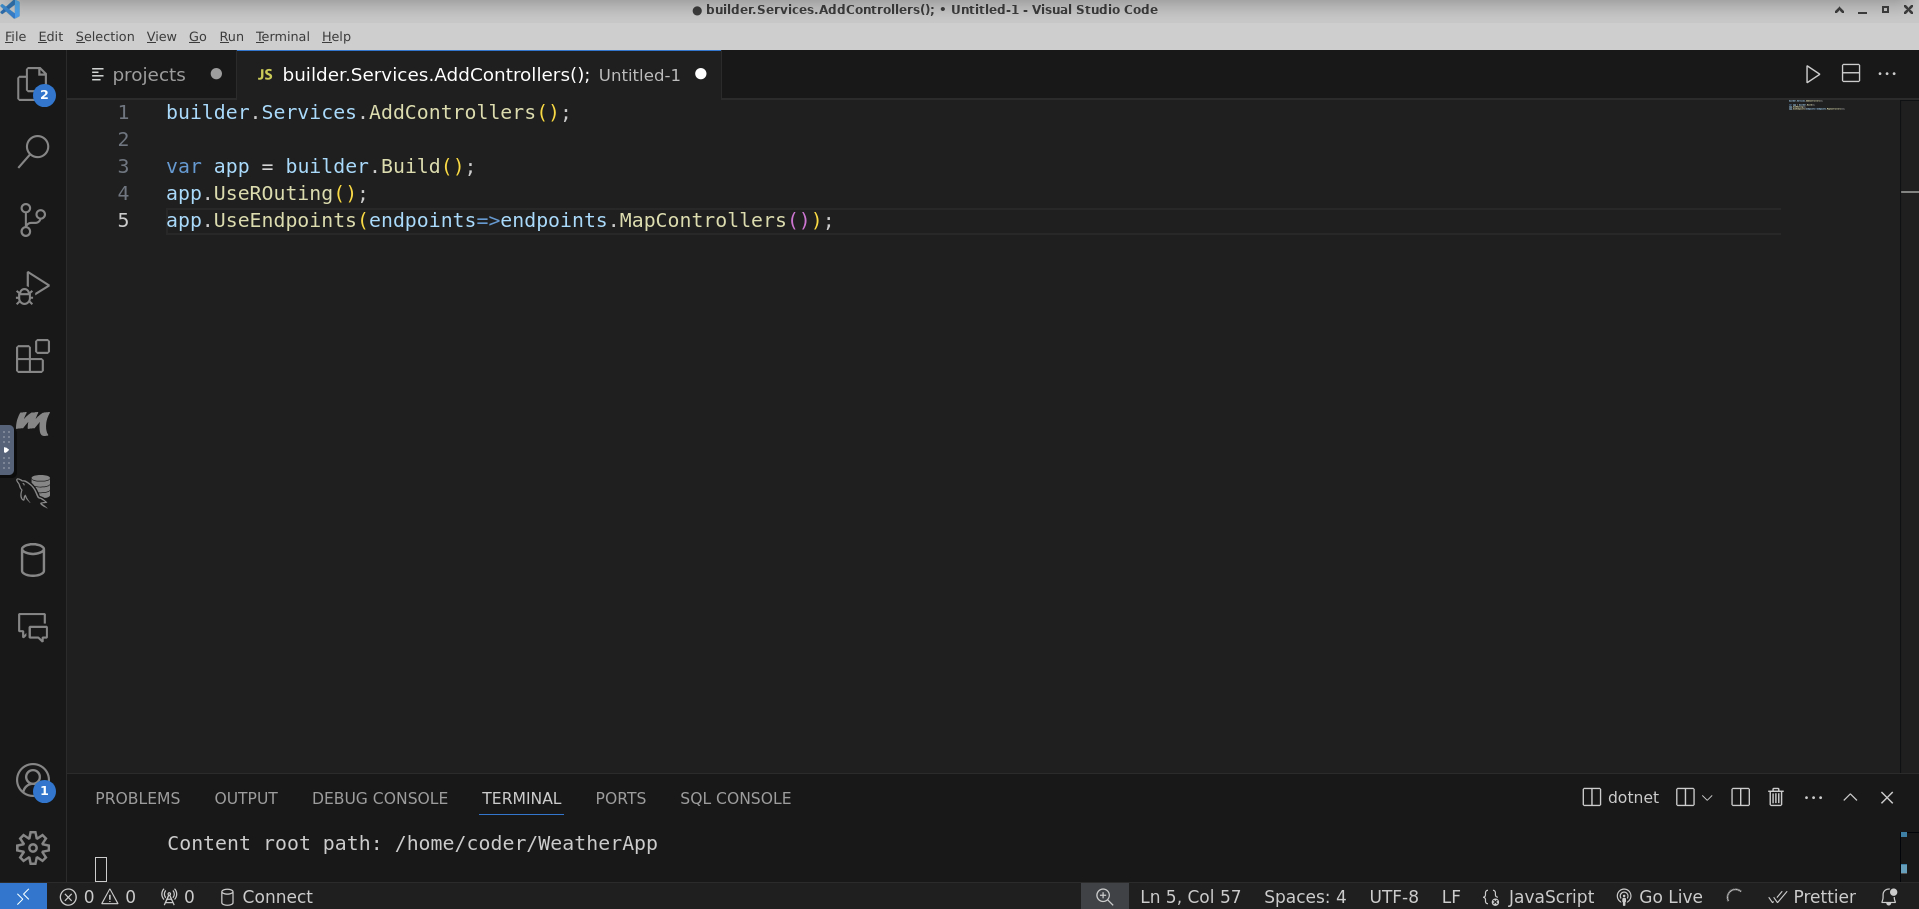 ● builder.Services.AddControllers(); • Untitled-1 - Visual Studio Code
File Edit Selection View Go Run Terminal Help
projects JS builder.Services.AddControllers(); Untitled-1
2
1 builder.Services.AddControllers();
2
3 var app = builder.Build();
4 app.UseROuting();
5 app.UseEndpoints(endpoints=>endpoints.MapControllers());
1
PROBLEMS OUTPUT DEBUG CONSOLE TERMINAL PORTS SQL CONSOLE dotnet
Content root path: /home/coder/WeatherApp
0 0 0 Connect Ln 5, Col 57 Spaces: 4 UTF-8 LF JavaScript Go Live Prettier